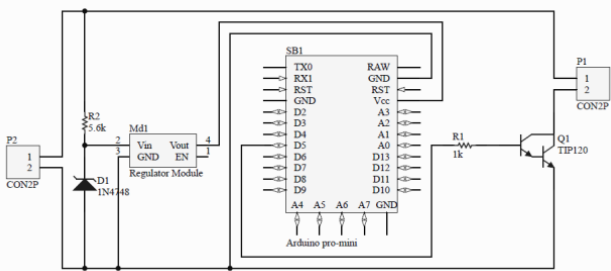 SB1
TX0 RAW
RX1 GND
RST RST
GND Vcc
D2 A3
D3 A2
D4 A1
D5 A0
D6 D13
D7 D12
D8 D11
D9 D10
A4 A5 A6 A7 GND
Arduino pro-mini
P1
1
2
CON2P
R2
5.6k
Md1
2 Vin Vout 4
3 GND EN 1
Regulator Module
P2
1
2
CON2P
D1
1N4748
R1
1k
Q1
TIP120